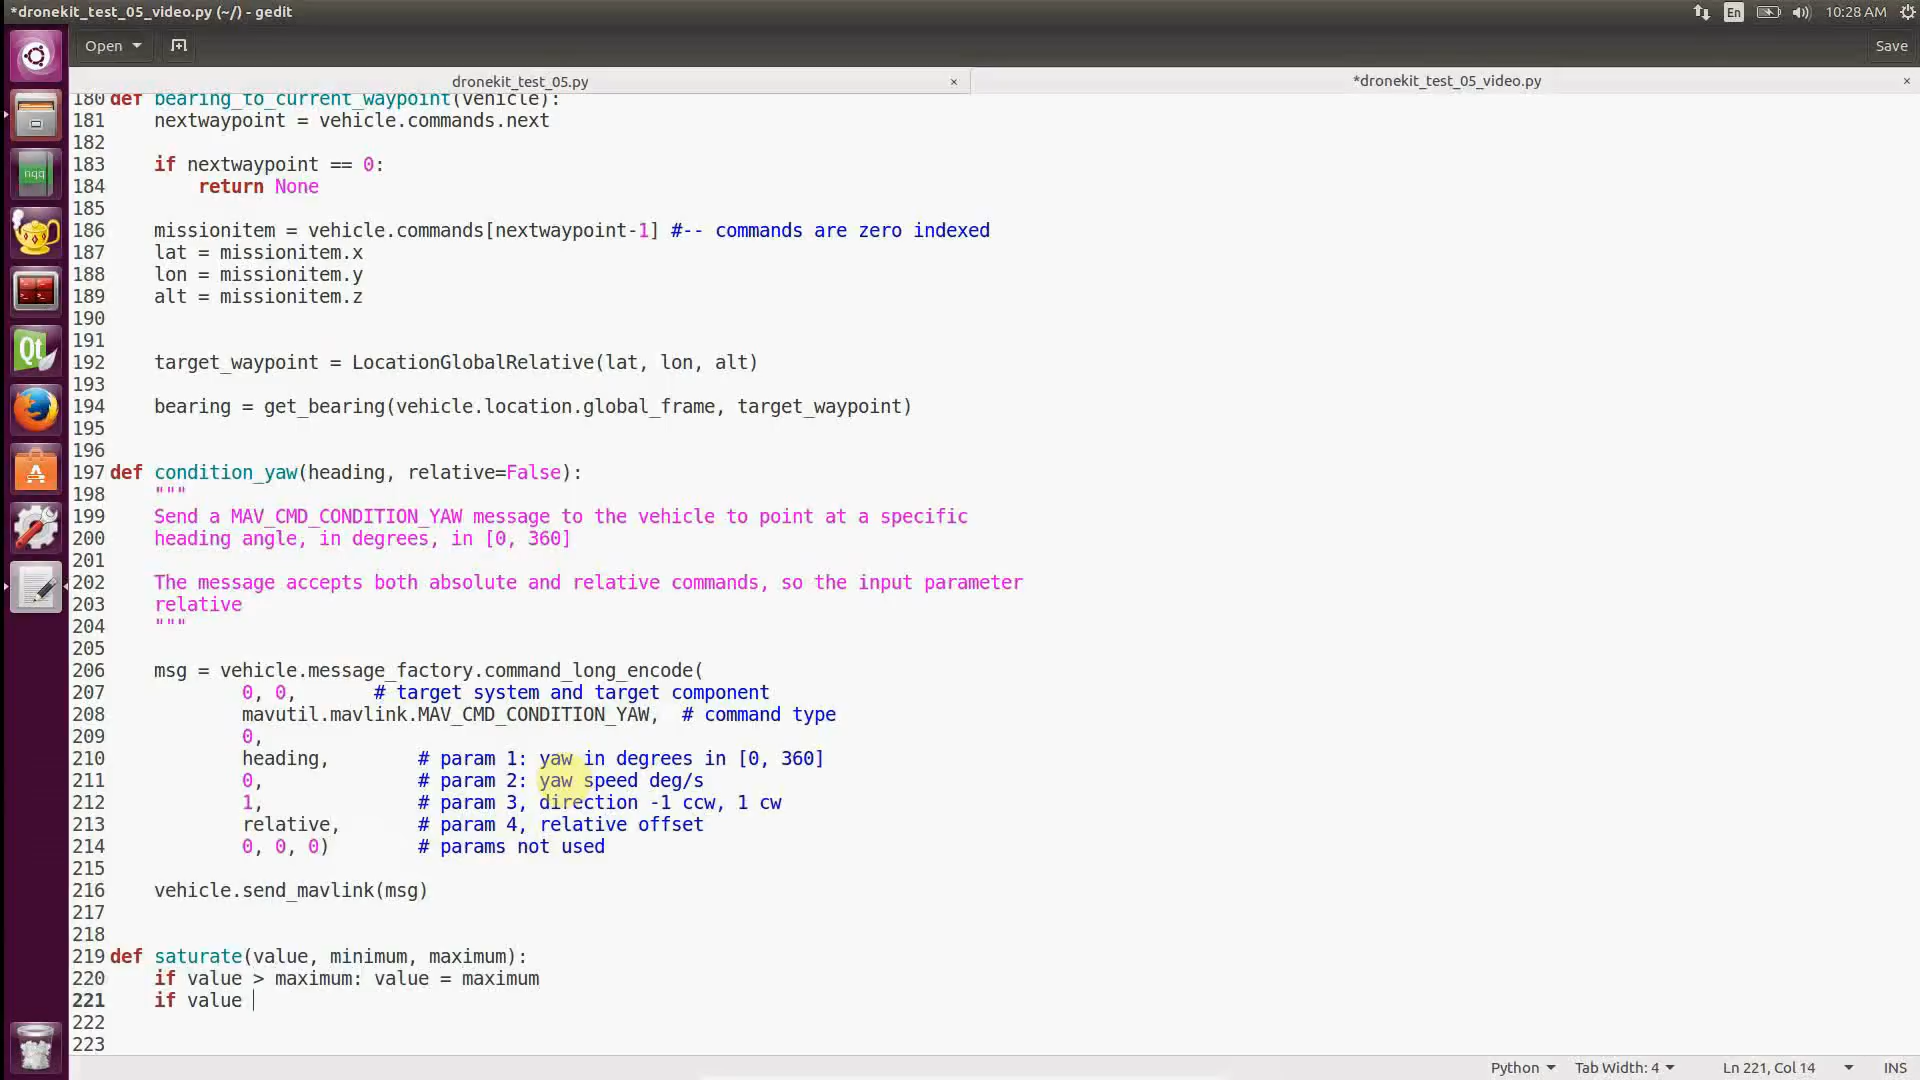 *dronekit_test_05_video.py (~/) - gedit
En
10:28 AM
Open
Save
dronekit_test_05.py ×
*dronekit_test_05_video.py ×
180 def bearing_to_current_waypoint(vehicle):
181 nextwaypoint = vehicle.commands.next
182
183 if nextwaypoint == 0:
184 return None
185
186 missionitem = vehicle.commands[nextwaypoint-1] #-- commands are zero indexed
187 lat = missionitem.x
188 lon = missionitem.y
189 alt = missionitem.z
190
191
192 target_waypoint = LocationGlobalRelative(lat, lon, alt)
193
194 bearing = get_bearing(vehicle.location.global_frame, target_waypoint)
195
196
197 def condition_yaw(heading, relative=False):
198 """
199 Send a MAV_CMD_CONDITION_YAW message to the vehicle to point at a specific
200 heading angle, in degrees, in [0, 360]
201
202 The message accepts both absolute and relative commands, so the input parameter
203 relative
204 """
205
206 msg = vehicle.message_factory.command_long_encode(
207 0, 0, # target system and target component
208 mavutil.mavlink.MAV_CMD_CONDITION_YAW, # command type
209 0,
210 heading, # param 1: yaw in degrees in [0, 360]
211 0, # param 2: yaw speed deg/s
212 1, # param 3, direction -1 ccw, 1 cw
213 relative, # param 4, relative offset
214 0, 0, 0) # params not used
215
216 vehicle.send_mavlink(msg)
217
218
219 def saturate(value, minimum, maximum):
220 if value > maximum: value = maximum
221 if value
222
223
nqq
Qt
Python Tab Width: 4 Ln 221, Col 14 INS